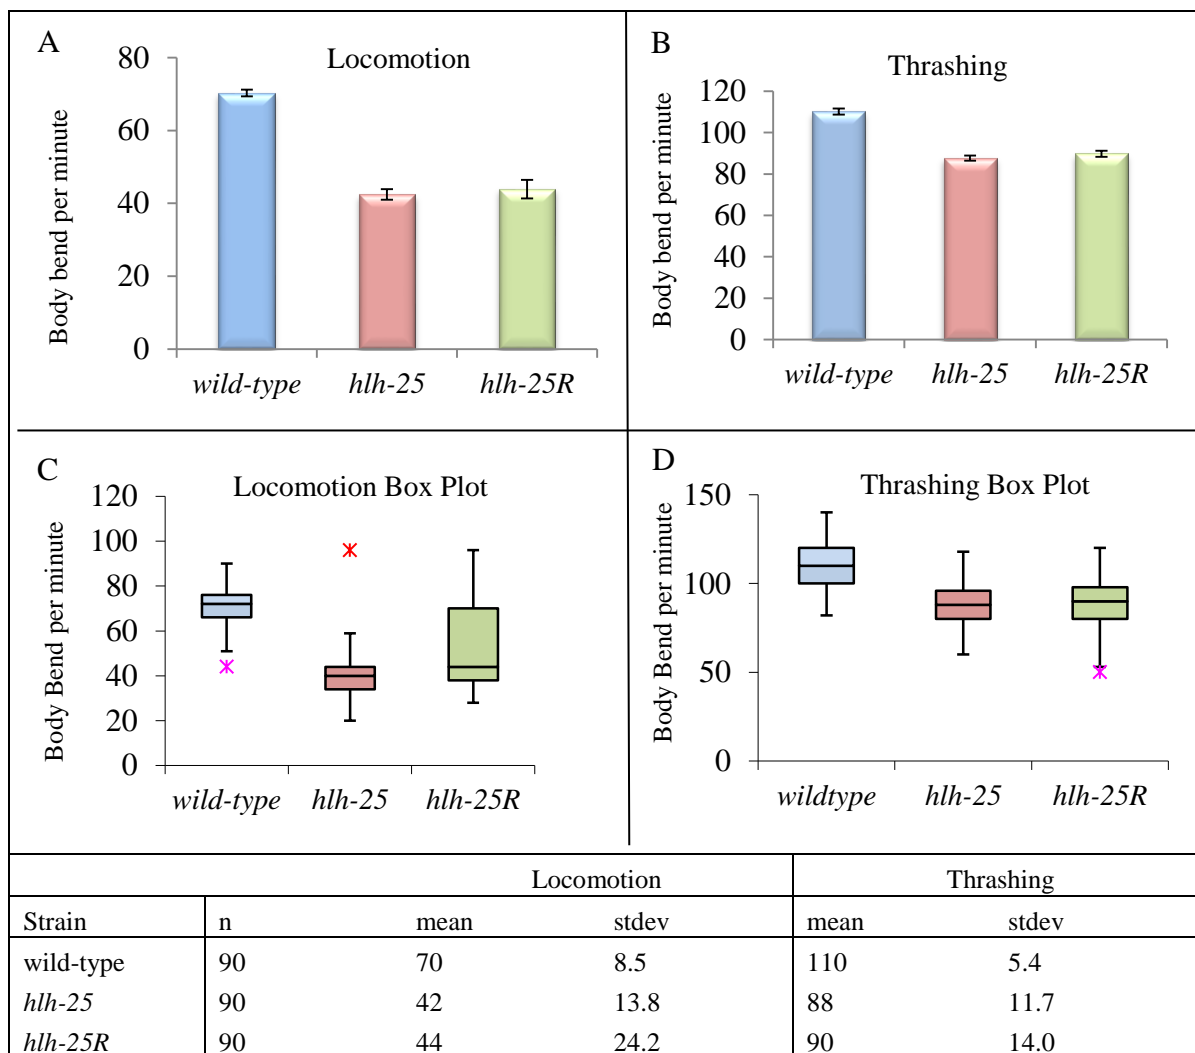 A
Locomotion
Body bend per minute
80
60
40
20
0
wild-type hlh-25 hlh-25R
B
Thrashing
Body bend per minute
120
100
80
60
40
20
0
wild-type hlh-25 hlh-25R
C
Locomotion Box Plot
Body Bend per minute
120
100
80
60
40
20
0
wild-type hlh-25 hlh-25R
D
Thrashing Box Plot
Body Bend per minute
150
100
50
0
wildtype hlh-25 hlh-25R
Locomotion Thrashing
Strain n mean stdev mean stdev
wild-type 90 70 8.5 110 5.4
hlh-25 90 42 13.8 88 11.7
hlh-25R 90 44 24.2 90 14.0